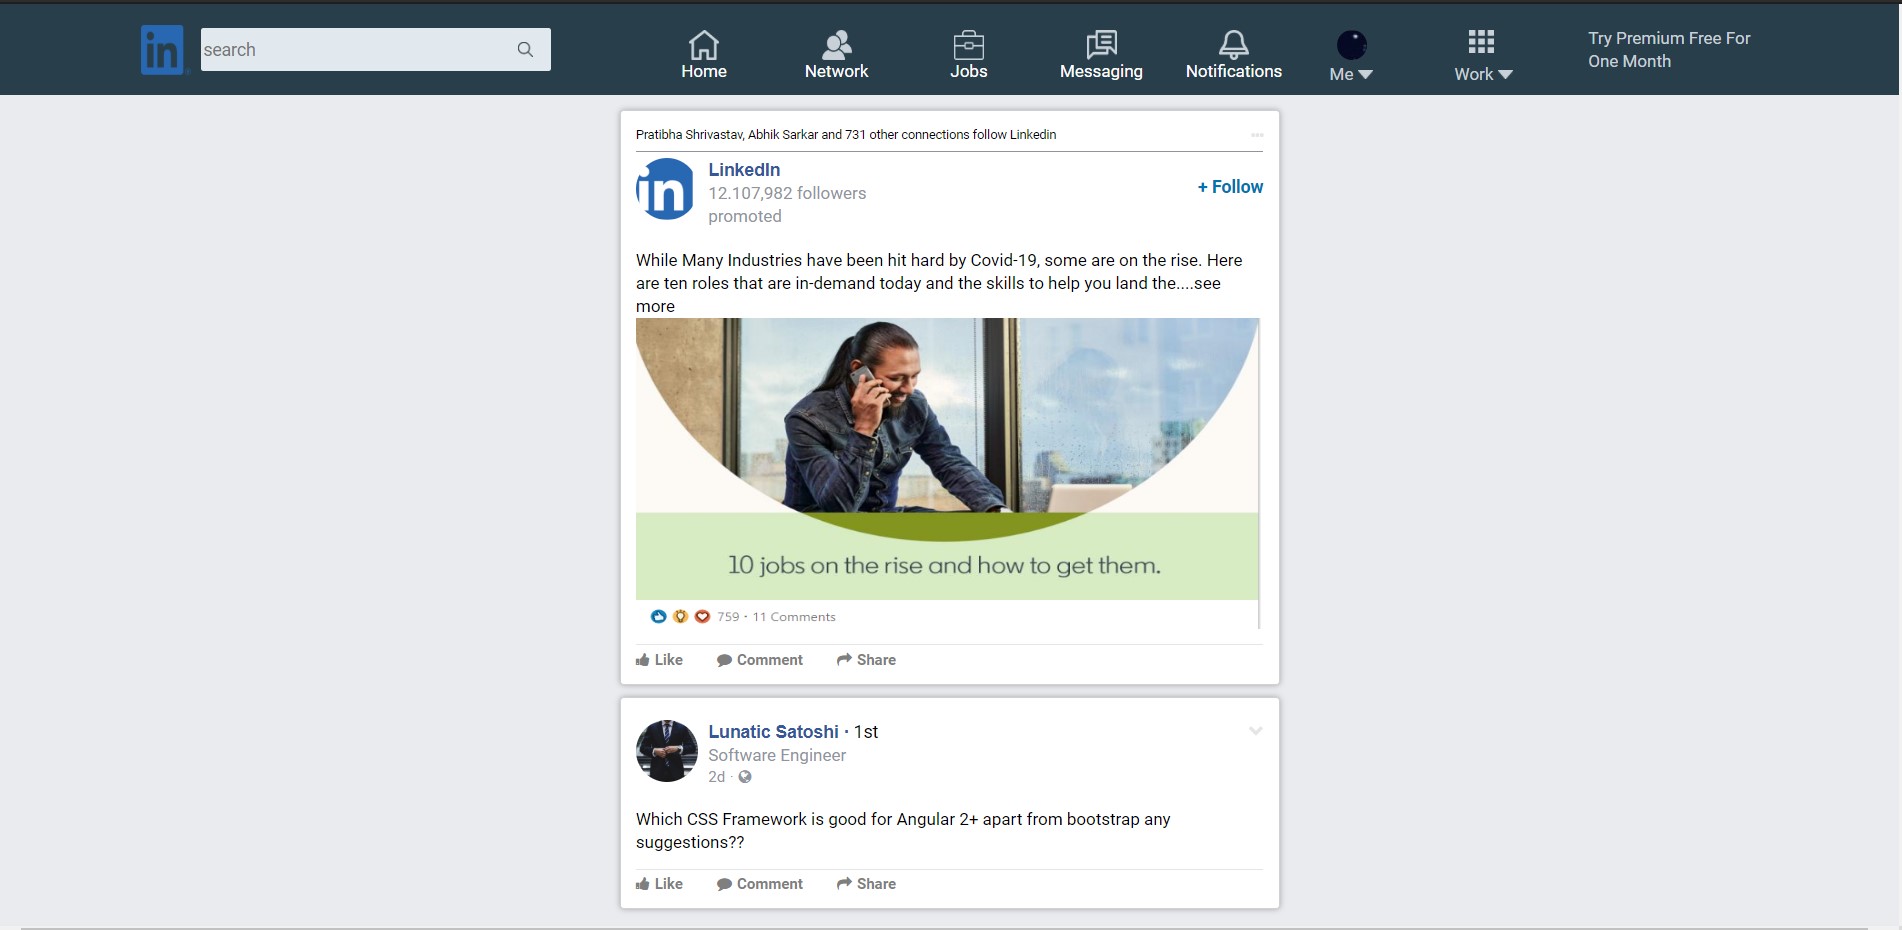 in
search
Home
Network
Jobs
Messaging
Notifications
Me
Work
Try Premium Free For
One Month
Pratibha Shrivastav, Abhik Sarkar and 731 other connections follow Linkedin
in
LinkedIn
12.107,982 followers
promoted
+ Follow
While Many Industries have been hit hard by Covid-19, some are on the rise. Here
are ten roles that are in-demand today and the skills to help you land the....see
more
10 jobs on the rise and how to get them.
759 · 11 Comments
Like
Comment
Share
Lunatic Satoshi · 1st
Software Engineer
2d ·
Which CSS Framework is good for Angular 2+ apart from bootstrap any
suggestions??
Like
Comment
Share